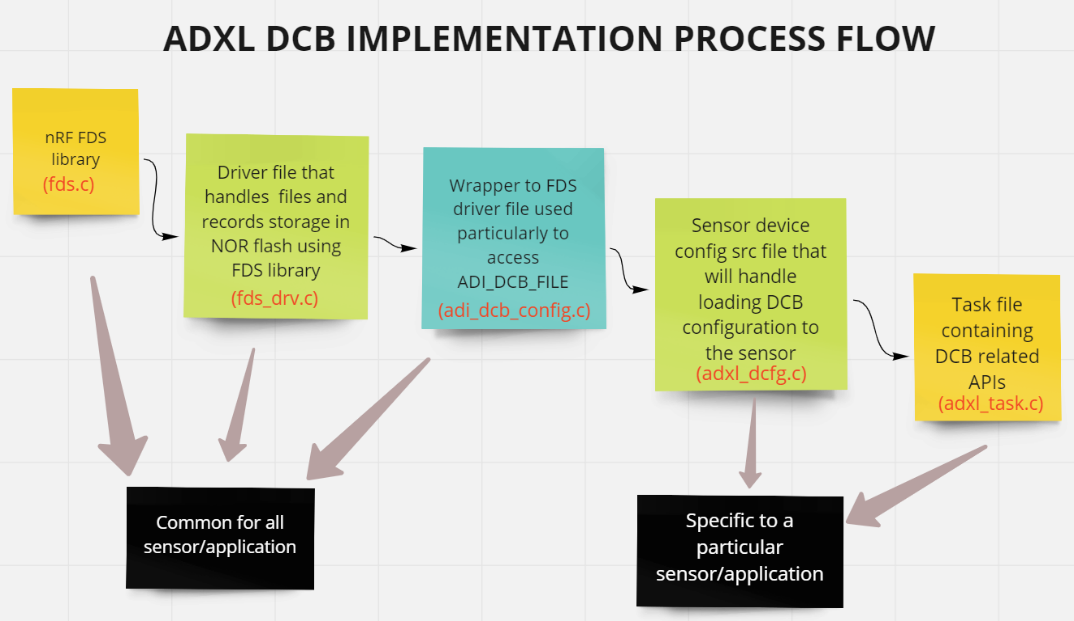 ADXL DCB IMPLEMENTATION PROCESS FLOW
nRF FDS
library
(fds.c)
Driver file that
handles files and
records storage in
NOR flash using
FDS library
(fds_drv.c)
Wrapper to FDS
driver file used
particularly to
access
ADI_DCB_FILE
(adi_dcb_config.c)
Sensor device
config src file that
will handle
loading DCB
configuration to
the sensor
(adxl_dcfg.c)
Task file
containing
DCB related
APIs
(adxl_task.c)
Common for all
sensor/application
Specific to a
particular
sensor/application